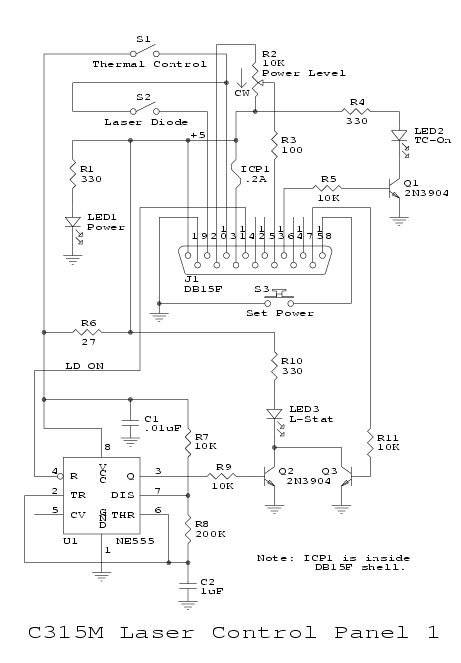 S1
Thermal Control
R2
10K
Power Level
CW
S2
Laser Diode
R4
330
LED2
TC-On
+5
R3
100
R1
330
ICP1
.2A
R5
10K
Q1
2N3904
LED1
Power
1 9 2 10 3 11 4 12 5 13 6 14 7 15 8
J1
DB15F
S3
Set Power
R6
27
LD ON
R10
330
C1
.01uF
LED3
L-Stat
R7
10K
R11
10K
8
4 R VCC Q 3
R9
10K
Q2
2N3904
Q3
2 TR DIS 7
5 CV GND THR 6
R8
200K
U1 NE555
1
Note: ICP1 is inside
DB15F shell.
C2
1uF
C315M Laser Control Panel 1